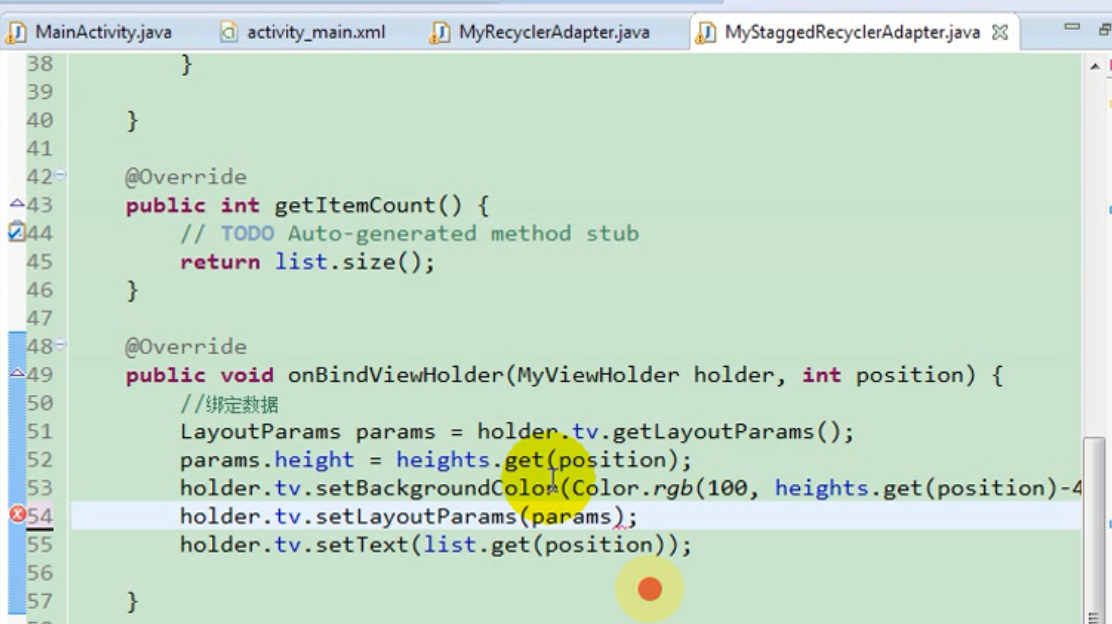 MainActivity.java activity_main.xml MyRecyclerAdapter.java MyStaggedRecyclerAdapter.java
38 }
39
40 }
41
42 @Override
43 public int getItemCount() {
44 // TODO Auto-generated method stub
45 return list.size();
46 }
47
48 @Override
49 public void onBindViewHolder(MyViewHolder holder, int position) {
50 //绑定数据
51 LayoutParams params = holder.tv.getLayoutParams();
52 params.height = heights.get(position);
53 holder.tv.setBackgroundColor(Color.rgb(100, heights.get(position)-4
54 holder.tv.setLayoutParams(params);
55 holder.tv.setText(list.get(position));
56
57 }